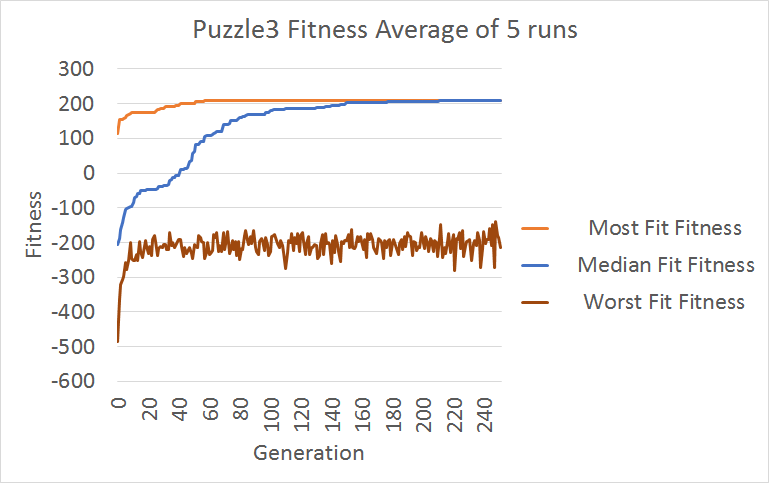 Puzzle3 Fitness Average of 5 runs
300
200
100
0
-100
-200
-300
-400
-500
-600
Fitness
0 20 40 60 80 100 120 140 160 180 200 220 240
Generation
Most Fit Fitness
Median Fit Fitness
Worst Fit Fitness